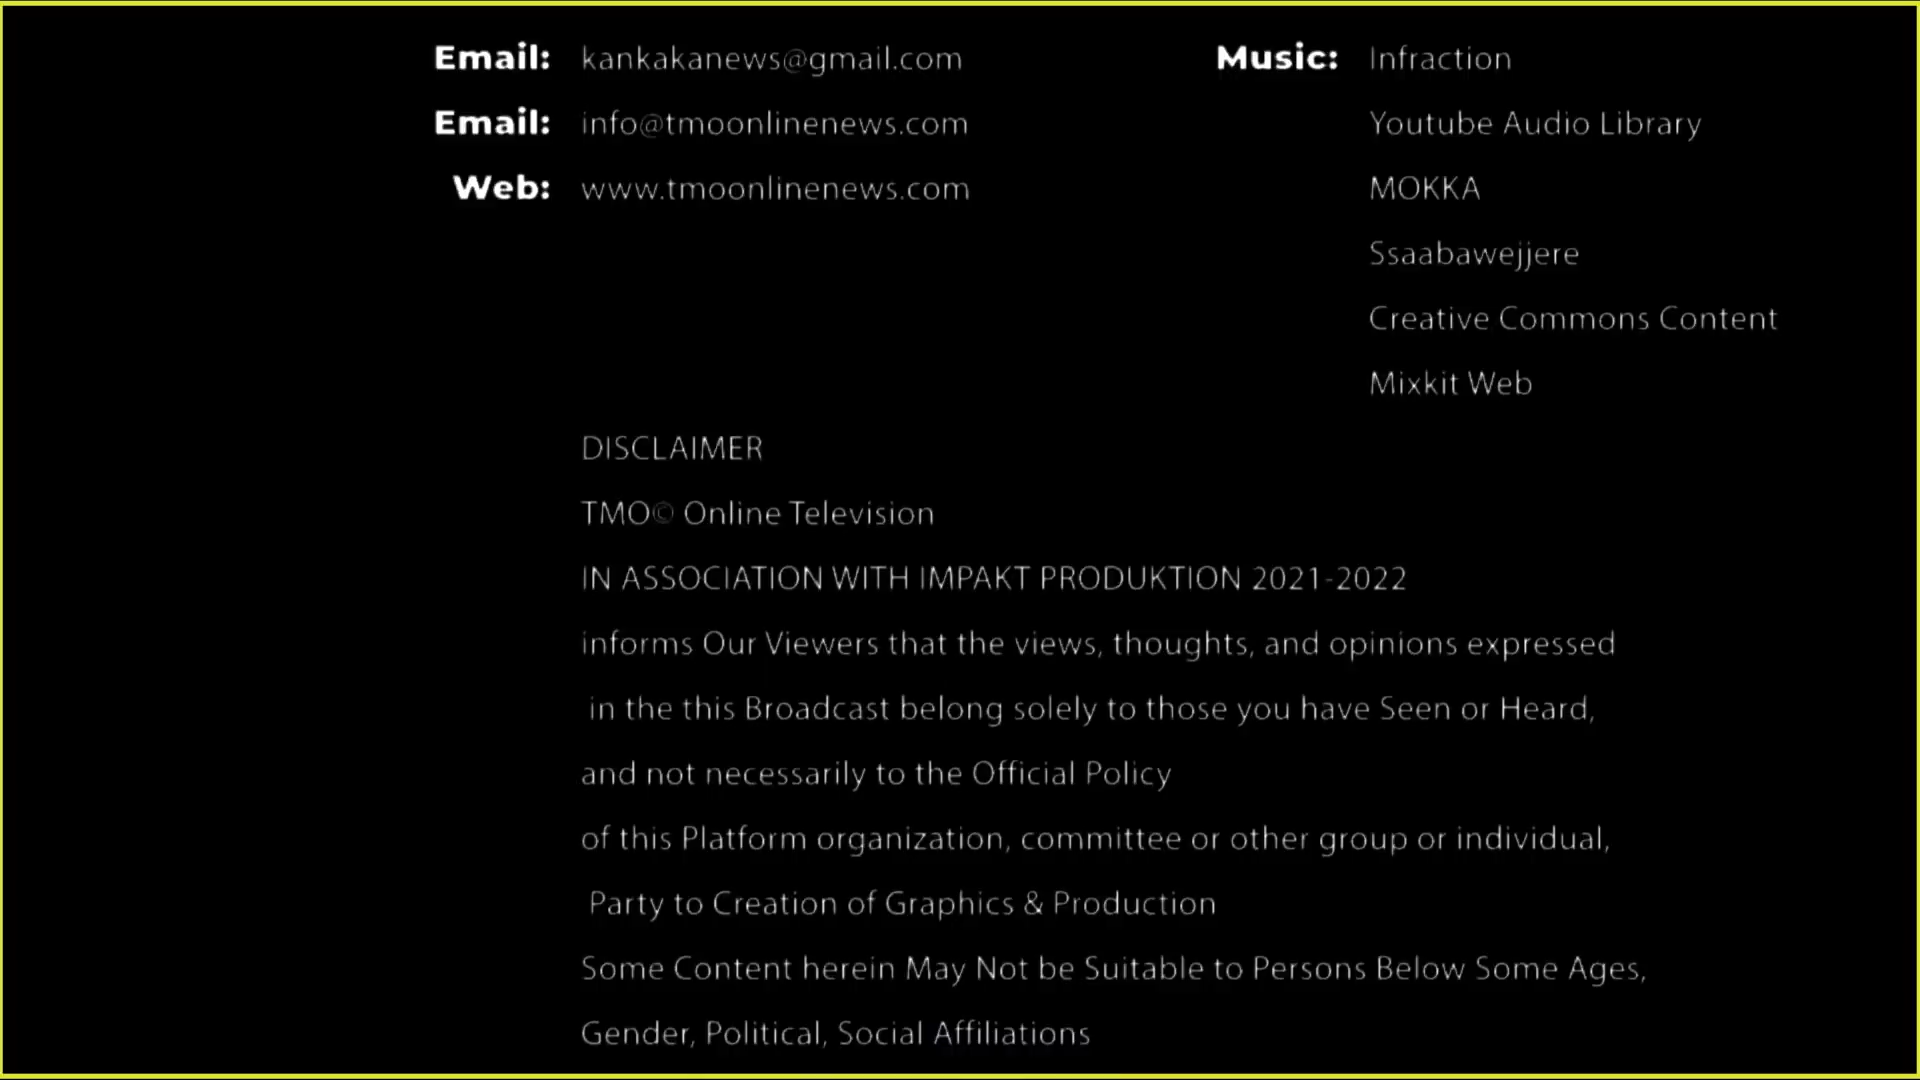 Email: kankakanews@gmail.com
Email: info@tmoonlinenews.com
Web: www.tmoonlinenews.com
Music: Infraction
Youtube Audio Library
MOKKA
Ssaabawejjere
Creative Commons Content
Mixkit Web
DISCLAIMER
TMO© Online Television
IN ASSOCIATION WITH IMPAKT PRODUKTION 2021-2022
informs Our Viewers that the views, thoughts, and opinions expressed
in the this Broadcast belong solely to those you have Seen or Heard,
and not necessarily to the Official Policy
of this Platform organization, committee or other group or individual,
Party to Creation of Graphics & Production
Some Content herein May Not be Suitable to Persons Below Some Ages,
Gender, Political, Social Affiliations